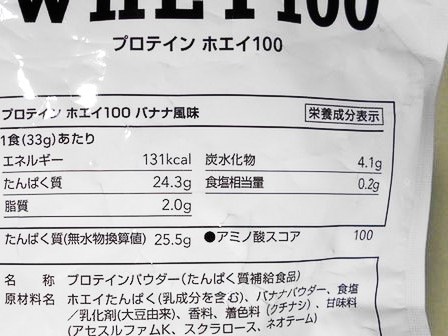 WHEY100
プロテイン ホエイ100
プロテイン ホエイ100 バナナ風味 栄養成分表示
1食(33g)あたり
エネルギー 131kcal 炭水化物 4.1g
たんぱく質 24.3g 食塩相当量 0.2g
脂質 2.0g
たんぱく質(無水物換算値) 25.5g ●アミノ酸スコア 100
名 称 プロテインパウダー(たんぱく質補給食品)
原材料名 ホエイたんぱく(乳成分を含む)、バナナパウダー、食塩
/乳化剤(大豆由来)、香料、着色料(クチナシ)、甘味料
(アセスルファムK、スクラロース、ネオテーム)